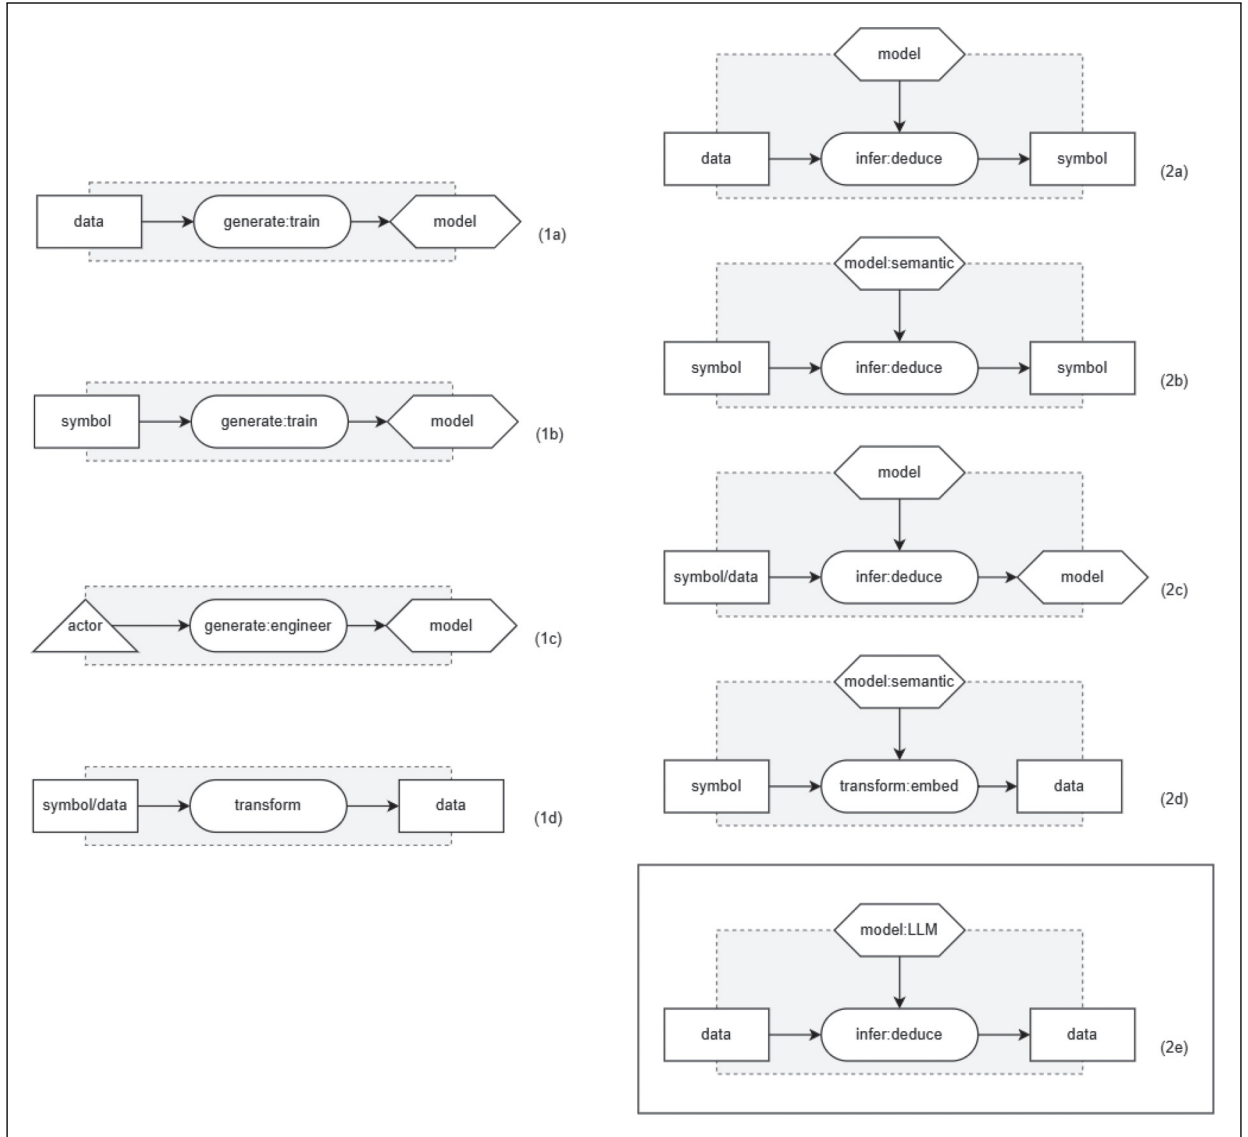 data
generate:train
model
(1a)
symbol
generate:train
model
(1b)
actor
generate:engineer
model
(1c)
symbol/data
transform
data
(1d)
model
data
infer:deduce
symbol
(2a)
model:semantic
symbol
infer:deduce
symbol
(2b)
model
symbol/data
infer:deduce
model
(2c)
model:semantic
symbol
transform:embed
data
(2d)
model:LLM
data
infer:deduce
data
(2e)